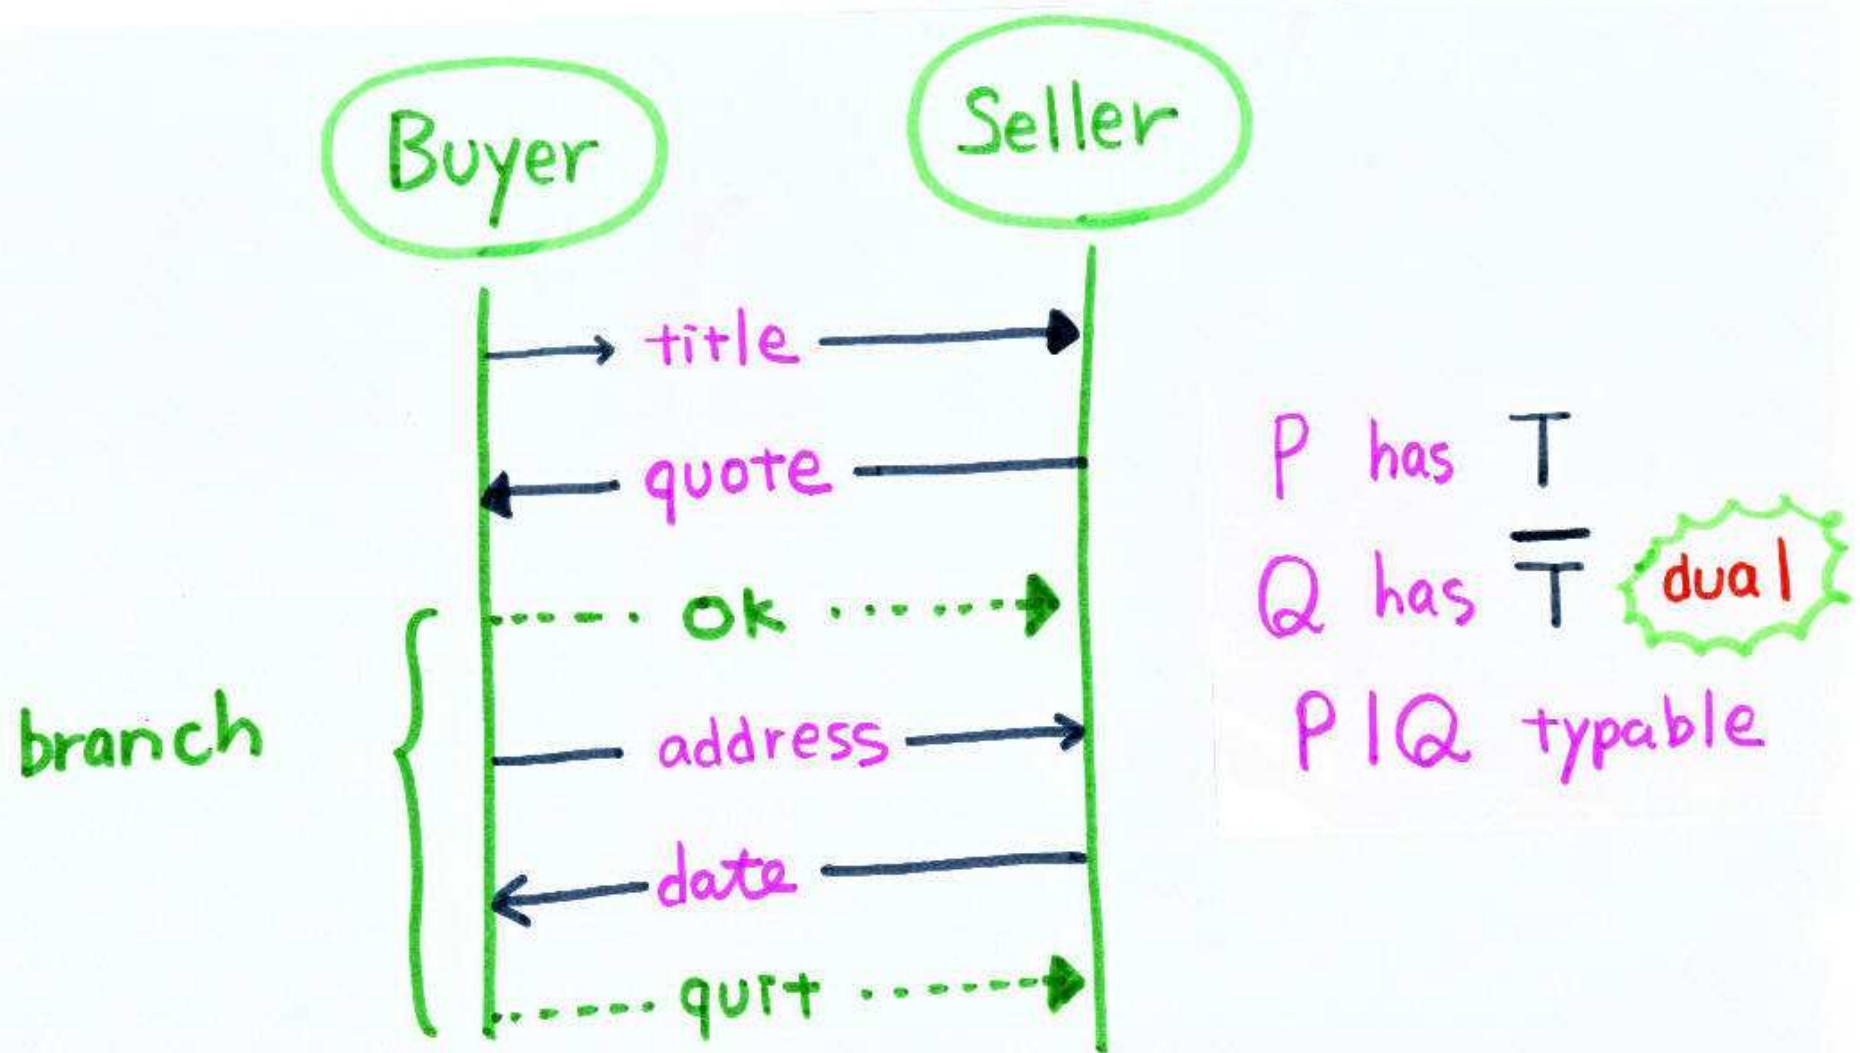 Buyer
Seller
title
quote
ok
address
date
quit
branch
P has T
Q has T̅
dual
P|Q typable